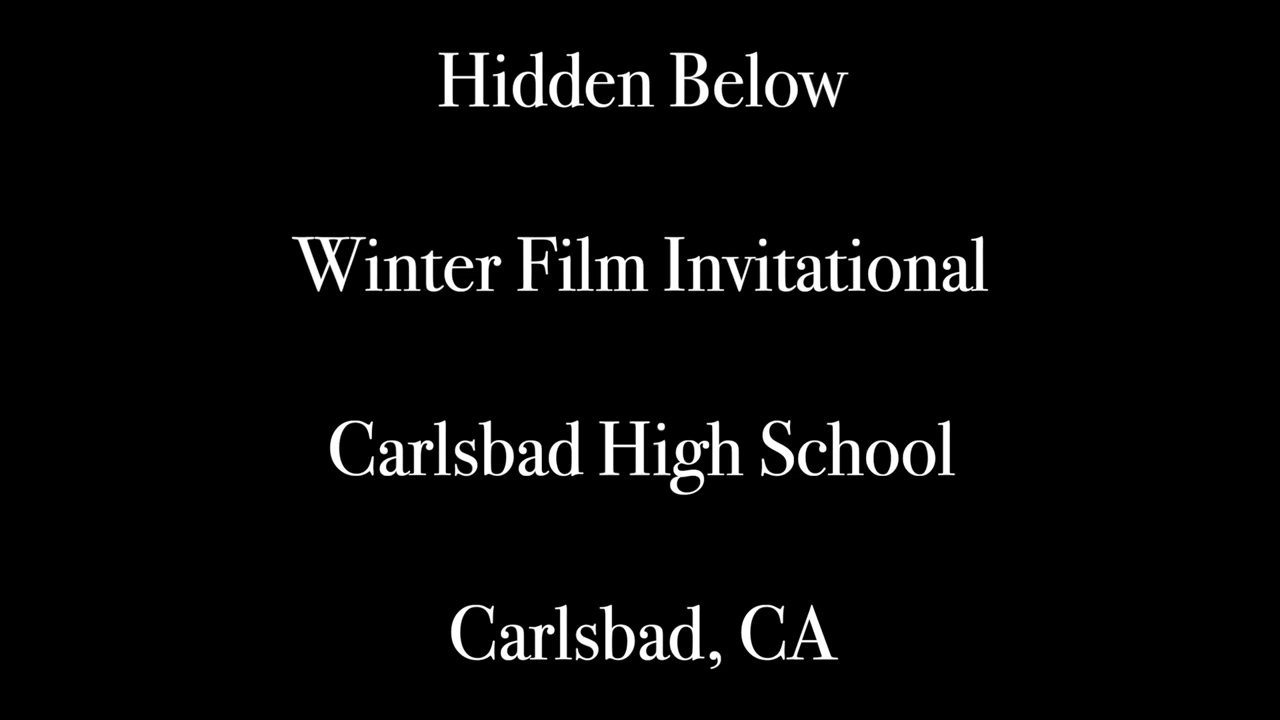 Hidden Below
Winter Film Invitational
Carlsbad High School
Carlsbad, CA